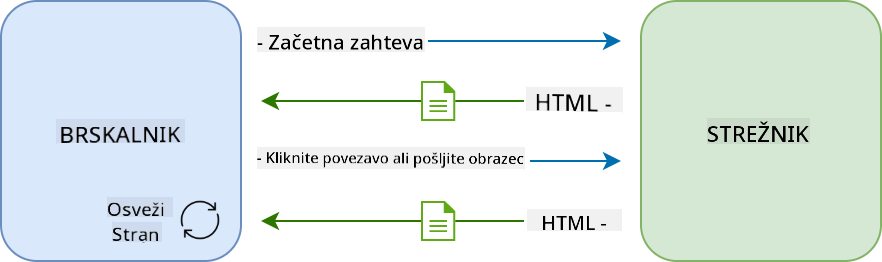 - Začetna zahteva
HTML -
BRSKALNIK
STREŽNIK
- Kliknite povezavo ali pošljite obrazec
Osveži
Stran
HTML -